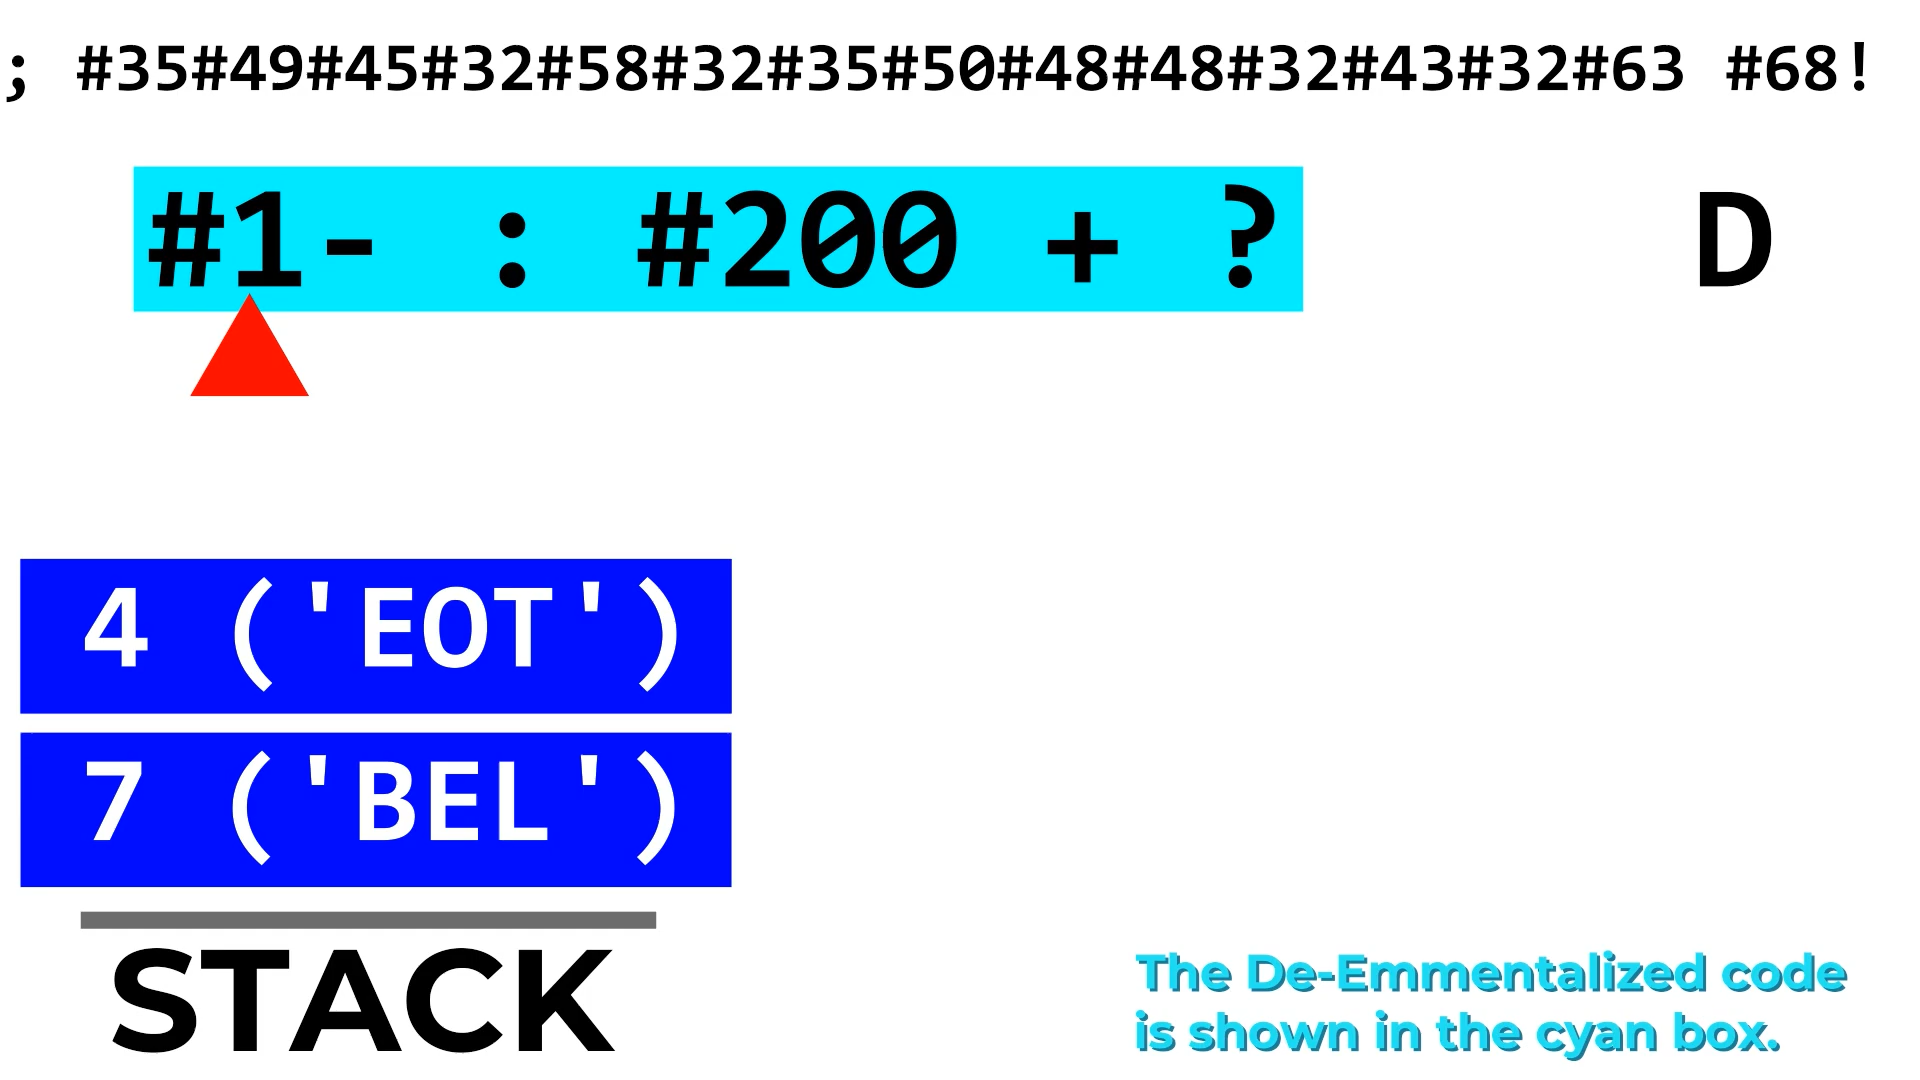 ; #35#49#45#32#58#32#35#50#48#48#32#43#32#63 #68!
#1- : #200 + ? D
4 ('EOT')
7 ('BEL')
STACK
The De-Emmentalized code
is shown in the cyan box.